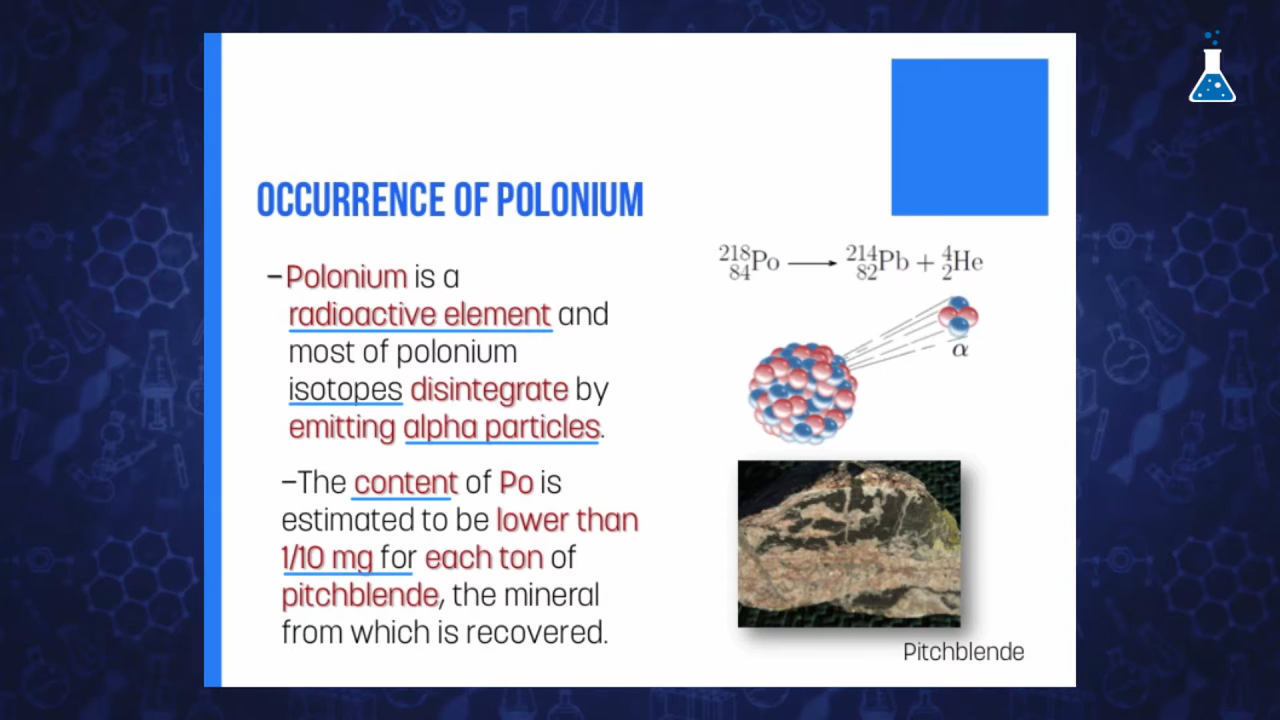 OCCURRENCE OF POLONIUM
–Polonium is a
radioactive element and
most of polonium
isotopes disintegrate by
emitting alpha particles.
–The content of Po is
estimated to be lower than
1/10 mg for each ton of
pitchblende, the mineral
from which is recovered.
²¹⁸₈₄Po ⟶ ²¹⁴₈₂Pb + ⁴₂He
α
Pitchblende